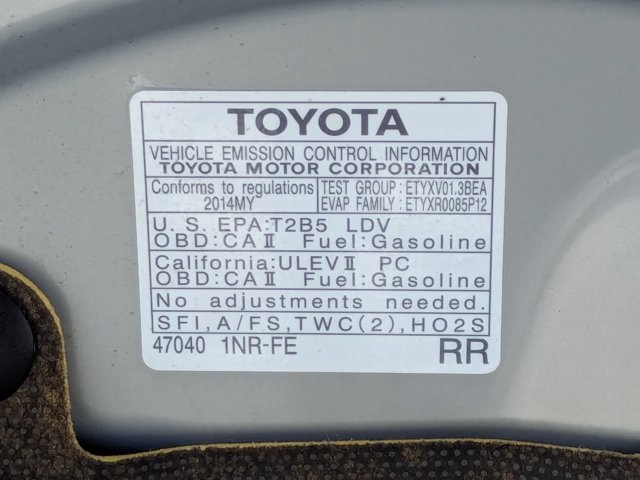 TOYOTA
VEHICLE EMISSION CONTROL INFORMATION
TOYOTA MOTOR CORPORATION
Conforms to regulations
2014MY
TEST GROUP : ETYXV01.3BEA
EVAP FAMILY : ETYXR0085P12
U. S. EPA:T2B5 LDV
OBD:CAⅡ Fuel:Gasoline
California:ULEVⅡ PC
OBD:CAⅡ Fuel:Gasoline
No adjustments needed.
SFI,A/FS,TWC(2),HO2S
47040 1NR-FE RR